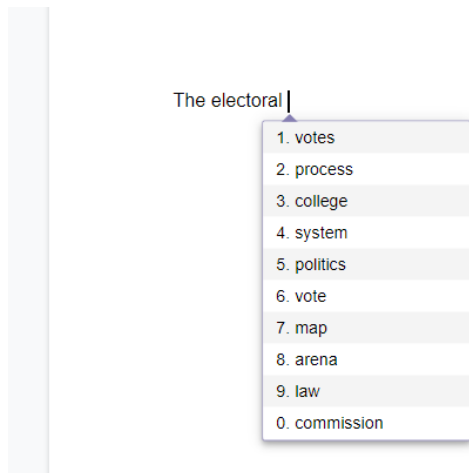 The electoral
1. votes
2. process
3. college
4. system
5. politics
6. vote
7. map
8. arena
9. law
0. commission